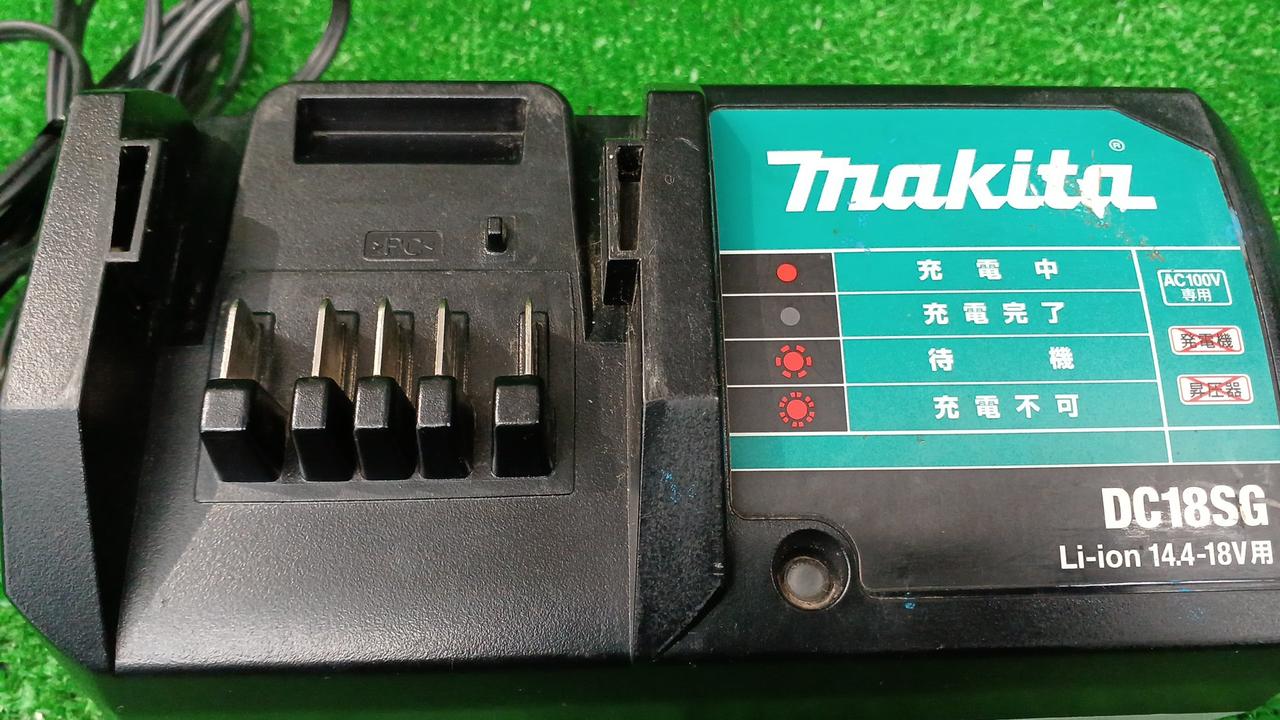 >PC<
makita®
充電中
充電完了
待機
充電不可
AC100V
専用
発電機
昇圧器
DC18SG
Li-ion 14.4-18V用